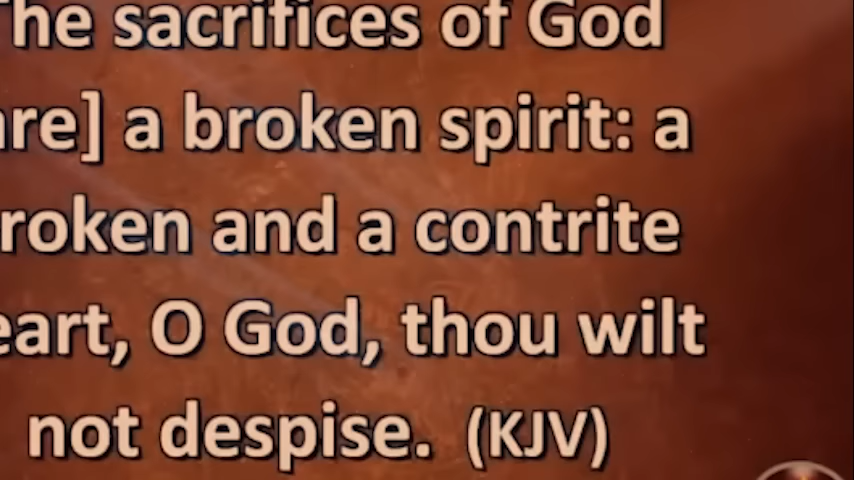 The sacrifices of God
are] a broken spirit: a
roken and a contrite
eart, O God, thou wilt
not despise. (KJV)